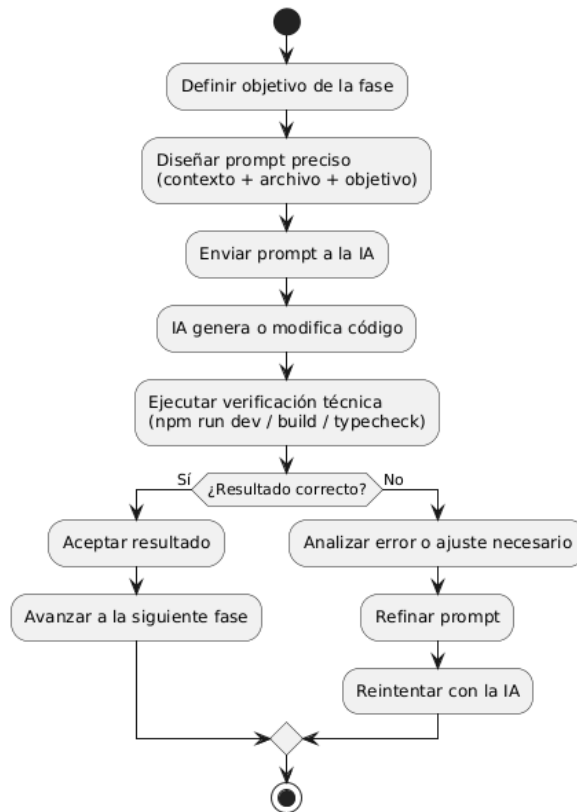 Definir objetivo de la fase
Diseñar prompt preciso
(contexto + archivo + objetivo)
Enviar prompt a la IA
IA genera o modifica código
Ejecutar verificación técnica
(npm run dev / build / typecheck)
Sí
¿Resultado correcto?
No
Aceptar resultado
Analizar error o ajuste necesario
Avanzar a la siguiente fase
Refinar prompt
Reintentar con la IA